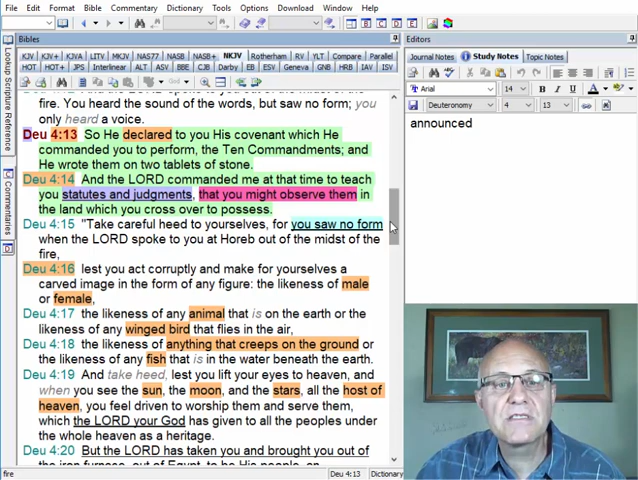 File Format Bible Commentary Dictionary Tools Options Download Window Help
B C D E
Bibles
KJV KJV+ KJVA LITV MKJV NAS77 NASB NASB+ NKJV Rotherham RV YLT Compare Parallel
HOT HOT+ JPS Interlinear ALT Amplified ASV ASV+ CJB Darby EB ESV Geneva GNB HRB IAV ISV
Lookup Scripture Reference
Commentaries
fire. You heard the sound of the words, but saw no form; you
only heard a voice.
Deu 4:13 So He declared to you His covenant which He
commanded you to perform, the Ten Commandments; and
He wrote them on two tablets of stone.
Deu 4:14 And the LORD commanded me at that time to teach
you statutes and judgments, that you might observe them in
the land which you cross over to possess.
Deu 4:15 "Take careful heed to yourselves, for you saw no form
when the LORD spoke to you at Horeb out of the midst of the
fire,
Deu 4:16 lest you act corruptly and make for yourselves a
carved image in the form of any figure: the likeness of male
or female,
Deu 4:17 the likeness of any animal that is on the earth or the
likeness of any winged bird that flies in the air,
Deu 4:18 the likeness of anything that creeps on the ground or
the likeness of any fish that is in the water beneath the earth.
Deu 4:19 And take heed, lest you lift your eyes to heaven, and
when you see the sun, the moon, and the stars, all the host of
heaven, you feel driven to worship them and serve them,
which the LORD your God has given to all the peoples under
the whole heaven as a heritage.
Deu 4:20 But the LORD has taken you and brought you out of
fire
Deu 4:13
Dictionary
Editors
Journal Notes Study Notes Topic Notes
Arial 14 B I U A
Deuteronomy 4 13
announced